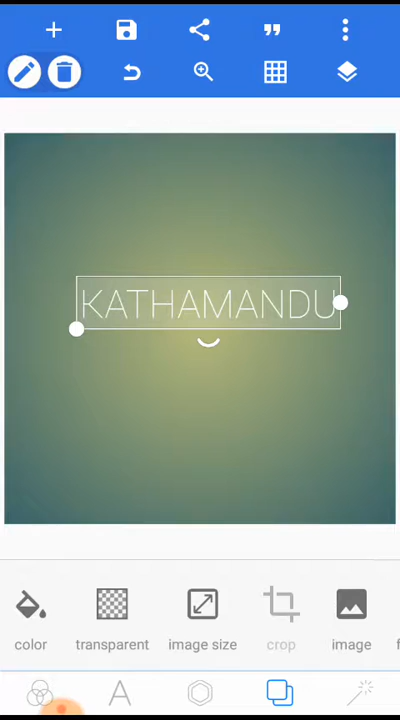 KATHAMANDU
color
transparent
image size
crop
image